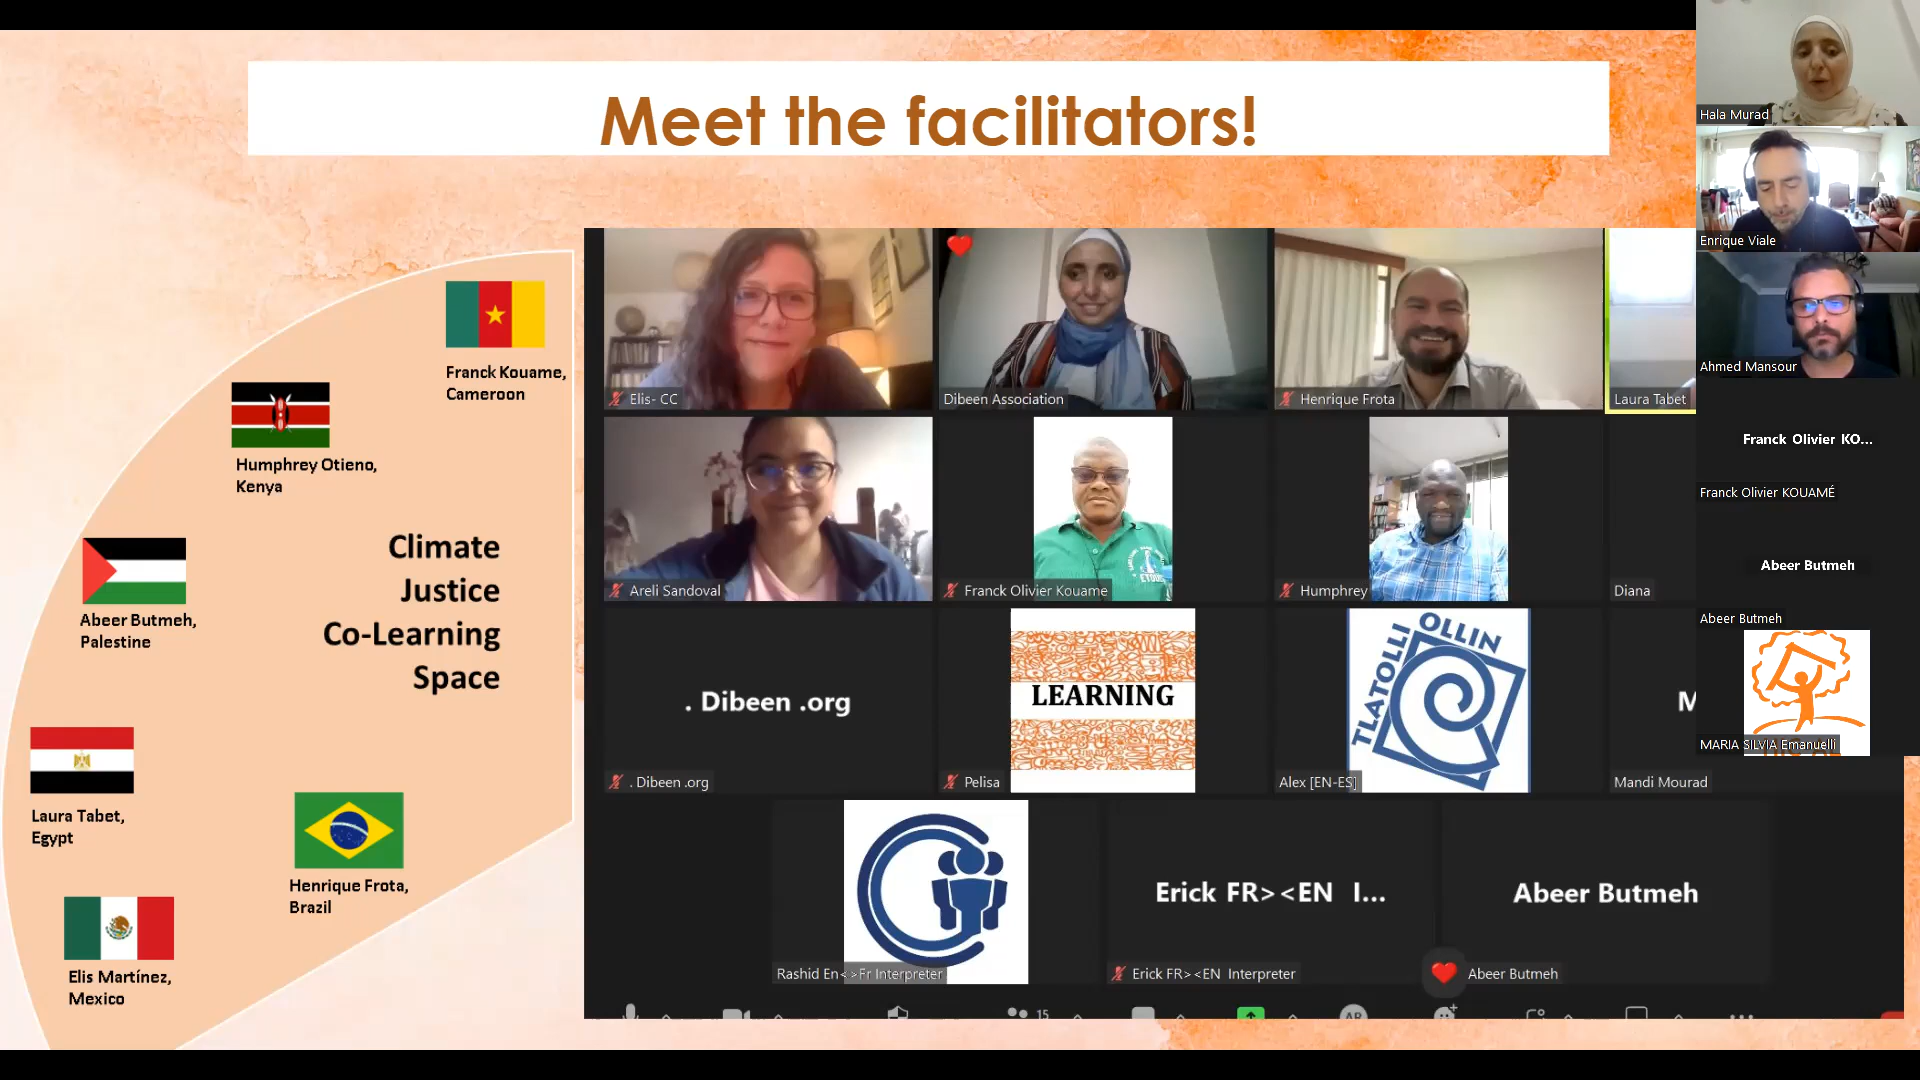 Meet the facilitators!
Franck Kouame,
Cameroon
Humphrey Otieno,
Kenya
Abeer Butmeh,
Palestine
Climate
Justice
Co-Learning
Space
Laura Tabet,
Egypt
Henrique Frota,
Brazil
Elis Martínez,
Mexico
Elis- CC
Dibeen Association
Henrique Frota
Laura Tabet
Areli Sandoval
Franck Olivier Kouame
Humphrey
Diana
. Dibeen .org
. Dibeen .org
LEARNING
Pelisa
TLATOLLI OLLIN
Alex [EN-ES]
M
Mandi Mourad
Rashid En<>Fr Interpreter
Erick FR><EN I...
Erick FR><EN Interpreter
Abeer Butmeh
Abeer Butmeh
15
Hala Murad
Enrique Viale
Ahmed Mansour
Franck Olivier KO...
Franck Olivier KOUAMÉ
Abeer Butmeh
Abeer Butmeh
MARIA SILVIA Emanuelli